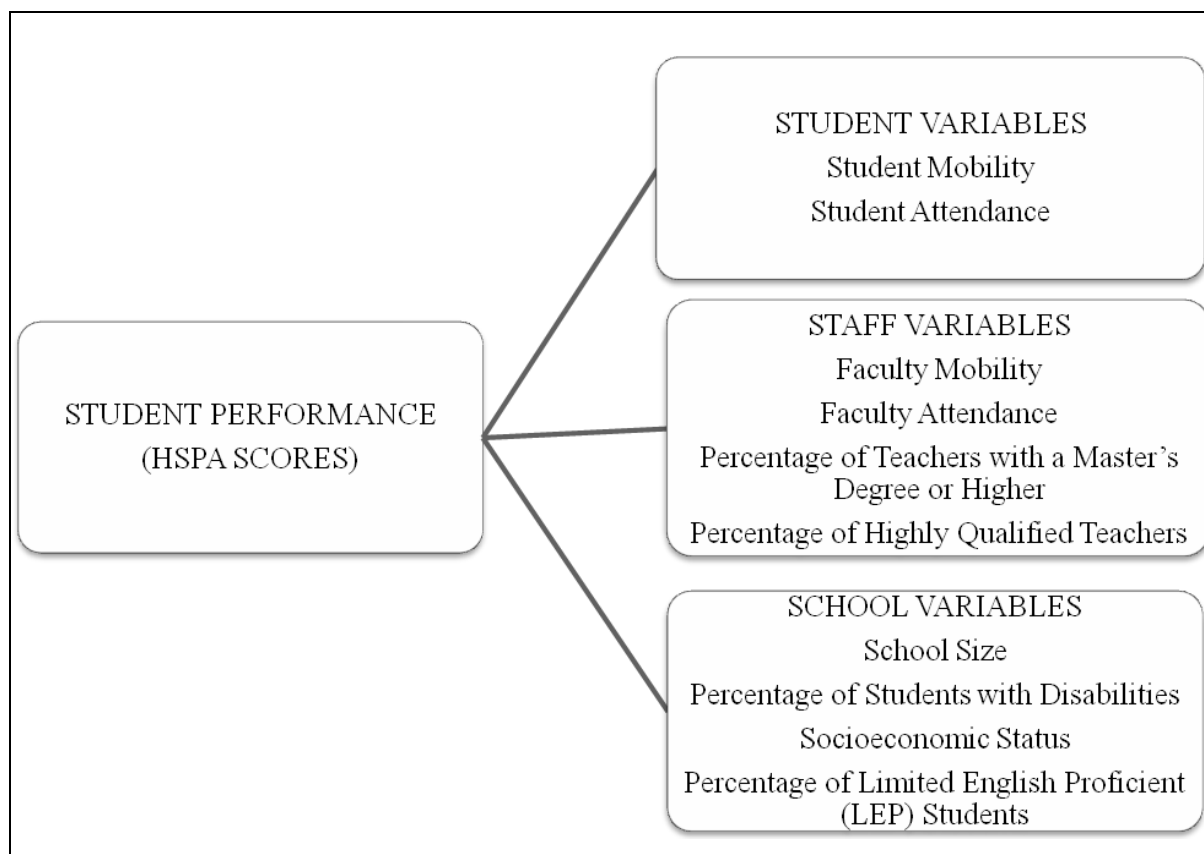 STUDENT PERFORMANCE
(HSPA SCORES)
STUDENT VARIABLES
Student Mobility
Student Attendance
STAFF VARIABLES
Faculty Mobility
Faculty Attendance
Percentage of Teachers with a Master’s
Degree or Higher
Percentage of Highly Qualified Teachers
SCHOOL VARIABLES
School Size
Percentage of Students with Disabilities
Socioeconomic Status
Percentage of Limited English Proficient
(LEP) Students